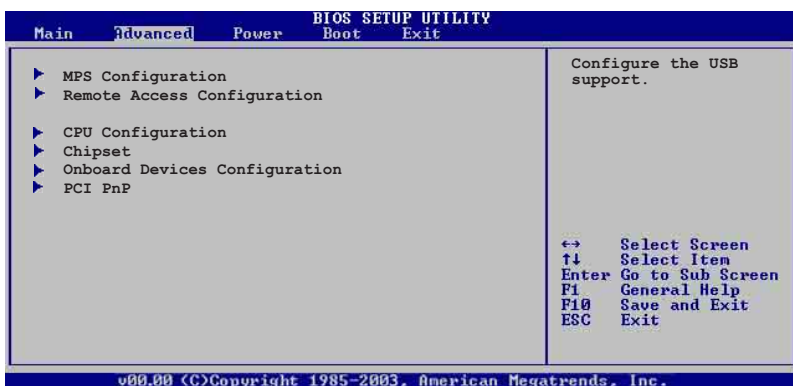 BIOS SETUP UTILITY
Main Advanced Power Boot Exit
MPS Configuration
Remote Access Configuration
CPU Configuration
Chipset
Onboard Devices Configuration
PCI PnP
Configure the USB
support.
↔ Select Screen
↑↓ Select Item
Enter Go to Sub Screen
F1 General Help
F10 Save and Exit
ESC Exit
v00.00 (C)Copyright 1985-2003, American Megatrends, Inc.